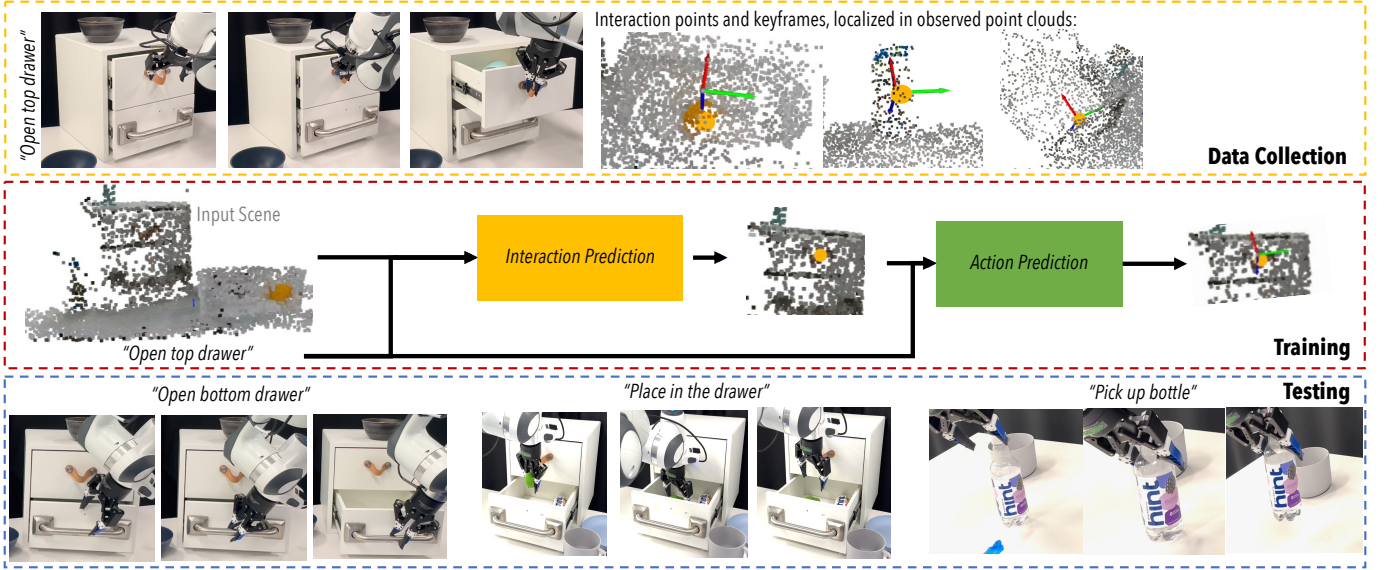 "Open top drawer"
Interaction points and keyframes, localized in observed point clouds:
Data Collection
Input Scene
Interaction Prediction
Action Prediction
"Open top drawer"
Training
"Open bottom drawer"
"Place in the drawer"
"Pick up bottle"
Testing
hint
hint
hint